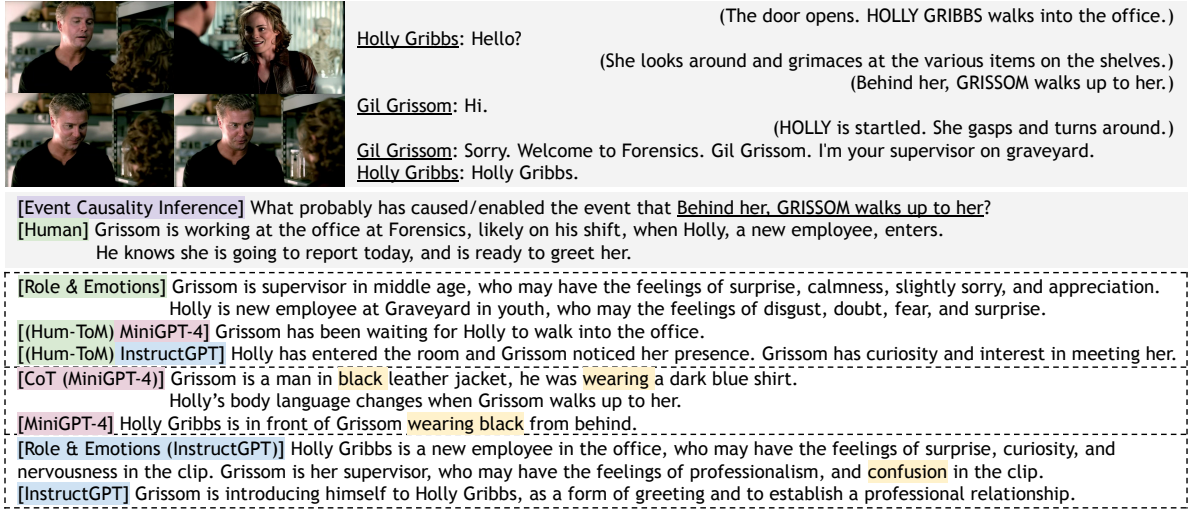 (The door opens. HOLLY GRIBBS walks into the office.)
Holly Gribbs: Hello?
(She looks around and grimaces at the various items on the shelves.)
(Behind her, GRISSOM walks up to her.)
Gil Grissom: Hi.
(HOLLY is startled. She gasps and turns around.)
Gil Grissom: Sorry. Welcome to Forensics. Gil Grissom. I'm your supervisor on graveyard.
Holly Gribbs: Holly Gribbs.
[Event Causality Inference] What probably has caused/enabled the event that Behind her, GRISSOM walks up to her?
[Human] Grissom is working at the office at Forensics, likely on his shift, when Holly, a new employee, enters.
He knows she is going to report today, and is ready to greet her.
[Role & Emotions] Grissom is supervisor in middle age, who may have the feelings of surprise, calmness, slightly sorry, and appreciation.
Holly is new employee at Graveyard in youth, who may the feelings of disgust, doubt, fear, and surprise.
[(Hum-ToM) MiniGPT-4] Grissom has been waiting for Holly to walk into the office.
[(Hum-ToM) InstructGPT] Holly has entered the room and Grissom noticed her presence. Grissom has curiosity and interest in meeting her.
[CoT (MiniGPT-4)] Grissom is a man in black leather jacket, he was wearing a dark blue shirt.
Holly's body language changes when Grissom walks up to her.
[MiniGPT-4] Holly Gribbs is in front of Grissom wearing black from behind.
[Role & Emotions (InstructGPT)] Holly Gribbs is a new employee in the office, who may have the feelings of surprise, curiosity, and
nervousness in the clip. Grissom is her supervisor, who may have the feelings of professionalism, and confusion in the clip.
[InstructGPT] Grissom is introducing himself to Holly Gribbs, as a form of greeting and to establish a professional relationship.